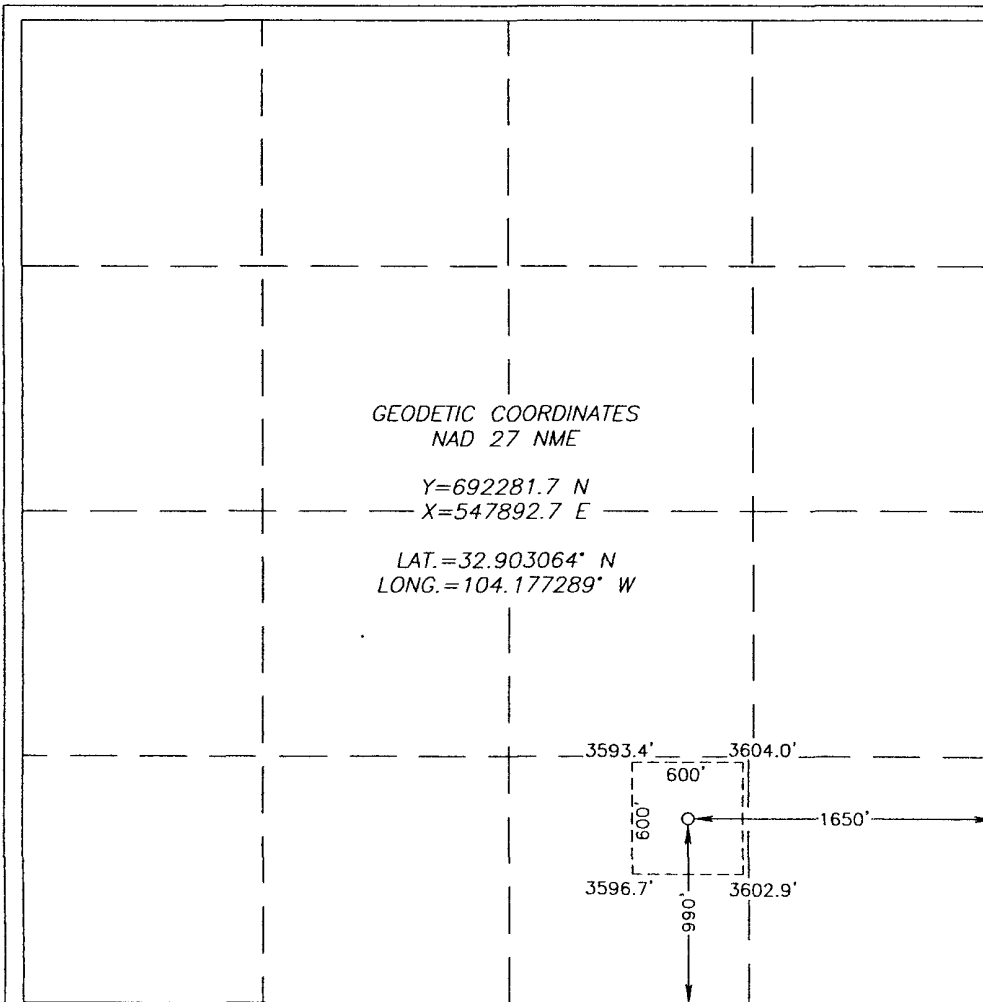 GEODETIC COORDINATES
NAD 27 NME
Y=692281.7 N
X=547892.7 E
LAT.=32.903064° N
LONG.=104.177289° W
3593.4' 3604.0'
600'
600'
1650'
3596.7' 3602.9'
990'